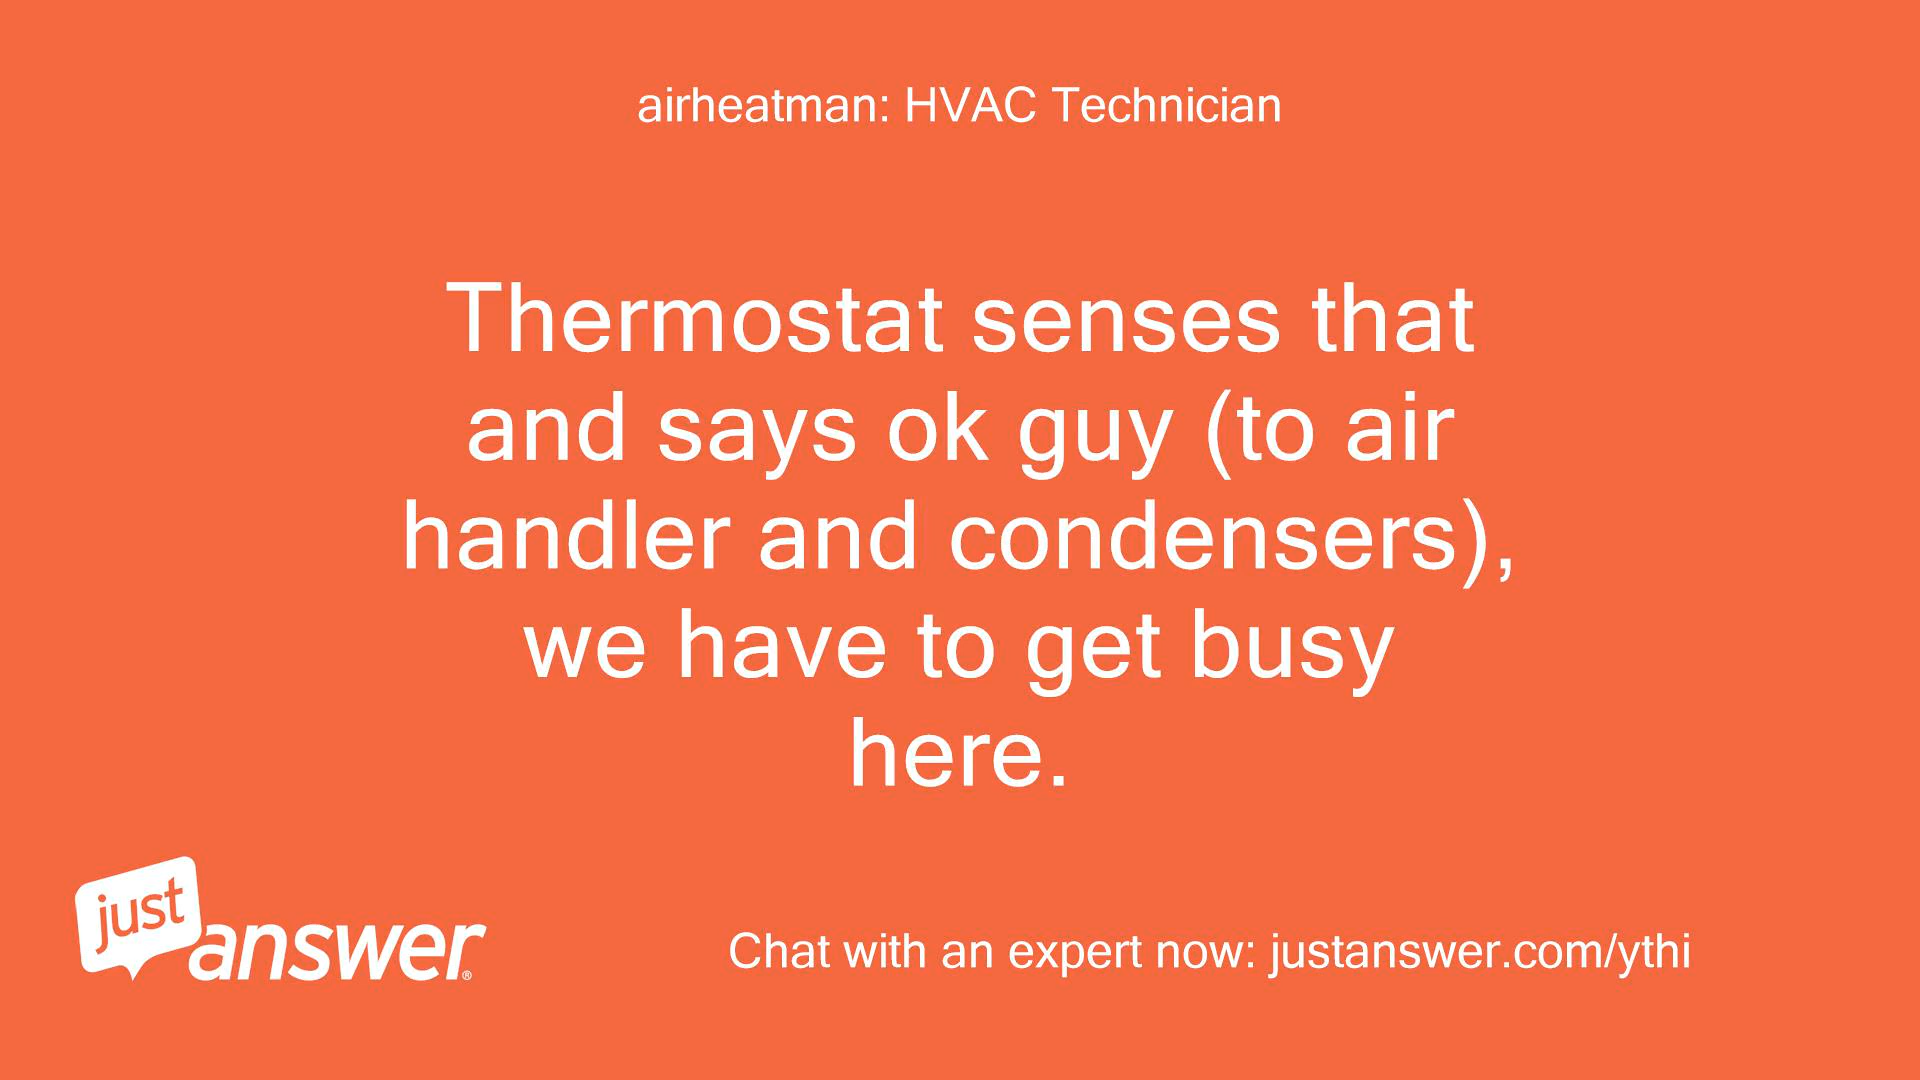 airheatman: HVAC Technician
Thermostat senses that
and says ok guy (to air
handler and condensers),
we have to get busy
here.
just
answer®
Chat with an expert now: justanswer.com/ythi